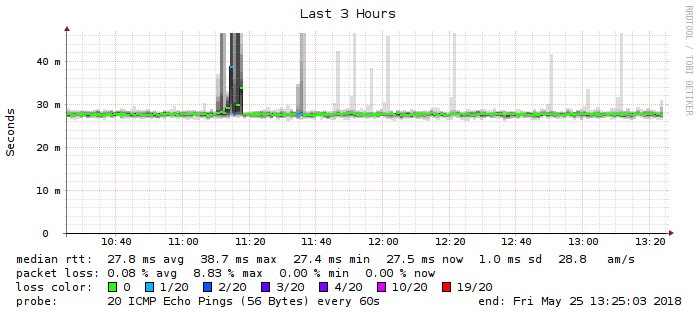 Last 3 Hours
RRDTOOL / TOBI OETIKER
Seconds
40 m
30 m
20 m
10 m
0
10:40 11:00 11:20 11:40 12:00 12:20 12:40 13:00 13:20
median rtt: 27.8 ms avg 38.7 ms max 27.4 ms min 27.5 ms now 1.0 ms sd 28.8 am/s
packet loss: 0.08 % avg 8.83 % max 0.00 % min 0.00 % now
loss color: 0 1/20 2/20 3/20 4/20 10/20 19/20
probe: 20 ICMP Echo Pings (56 Bytes) every 60s end: Fri May 25 13:25:03 2018